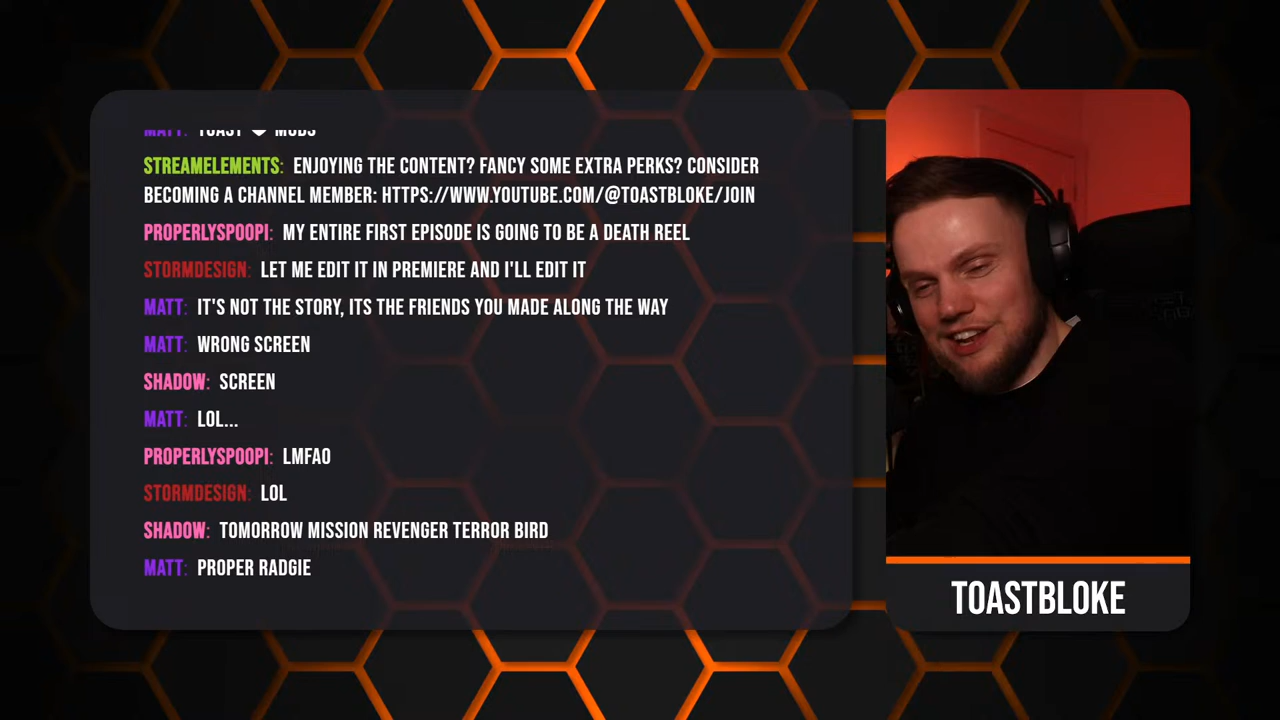 MATT: TOAST ❤ MODS
STREAMELEMENTS: ENJOYING THE CONTENT? FANCY SOME EXTRA PERKS? CONSIDER
BECOMING A CHANNEL MEMBER: HTTPS://WWW.YOUTUBE.COM/@TOASTBLOKE/JOIN
PROPERLYSPOOPI: MY ENTIRE FIRST EPISODE IS GOING TO BE A DEATH REEL
STORMDESIGN: LET ME EDIT IT IN PREMIERE AND I'LL EDIT IT
MATT: IT'S NOT THE STORY, ITS THE FRIENDS YOU MADE ALONG THE WAY
MATT: WRONG SCREEN
SHADOW: SCREEN
MATT: LOL...
PROPERLYSPOOPI: LMFAO
STORMDESIGN: LOL
SHADOW: TOMORROW MISSION REVENGER TERROR BIRD
MATT: PROPER RADGIE
TOASTBLOKE